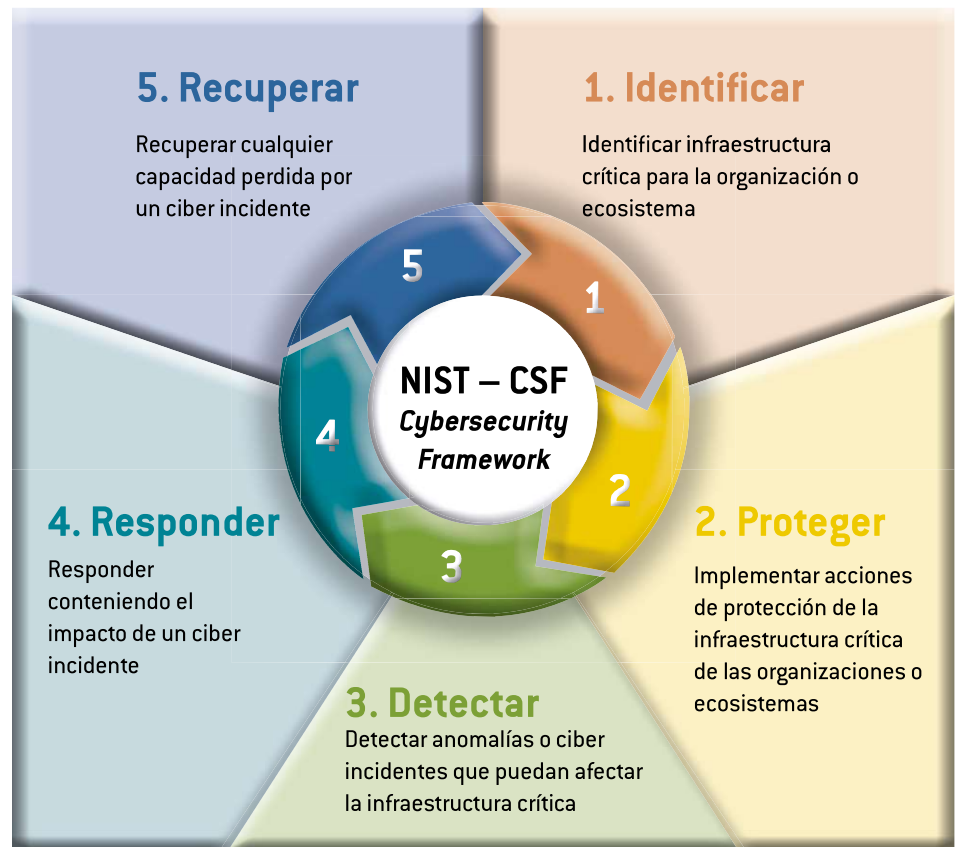 5. Recuperar
Recuperar cualquier
capacidad perdida por
un ciber incidente
1. Identificar
Identificar infraestructura
crítica para la organización o
ecosistema
5
1
NIST – CSF
Cybersecurity
Framework
4
2
3
4. Responder
Responder
conteniendo el
impacto de un ciber
incidente
2. Proteger
Implementar acciones
de protección de la
infraestructura crítica
de las organizaciones o
ecosistemas
3. Detectar
Detectar anomalías o ciber
incidentes que puedan afectar
la infraestructura crítica